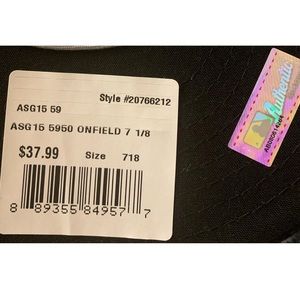 Style #20766212
ASG15 59
ASG15 5950 ONFIELD 7 1/8
$37.99 Size 718
8 89355 84957 7
Authentic